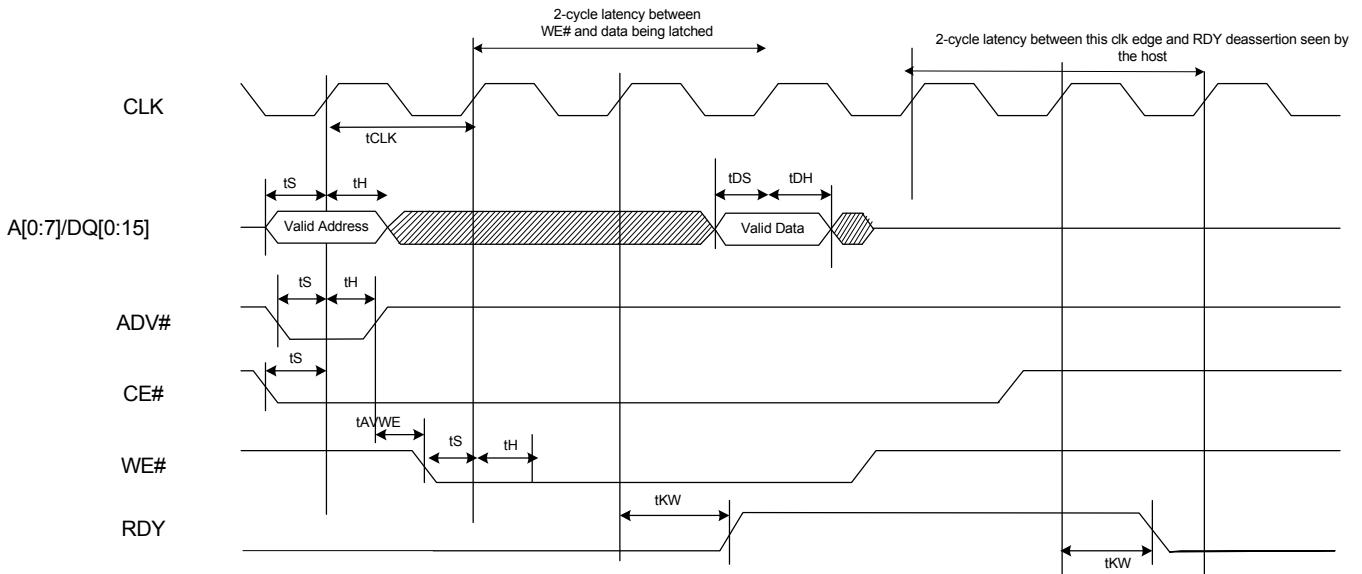 2-cycle latency between
WE# and data being latched
2-cycle latency between this clk edge and RDY deassertion seen by
the host
CLK
tCLK
tS
tH
tDS
tDH
A[0:7]/DQ[0:15]
Valid Address
Valid Data
tS
tH
ADV#
tS
CE#
tAVWE
tS
tH
WE#
tKW
RDY
tKW